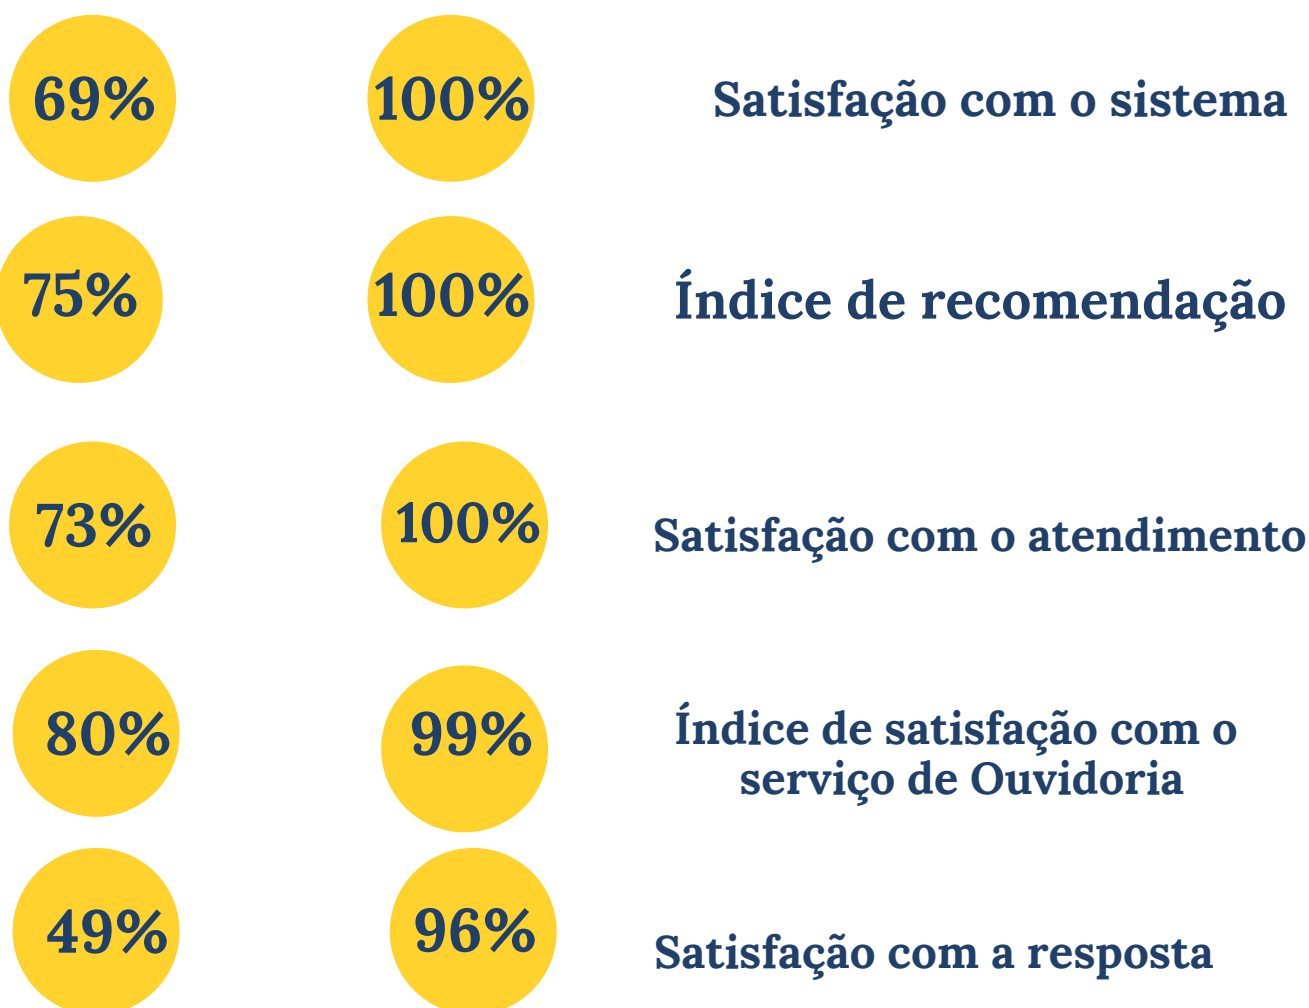 69% 100% Satisfação com o sistema
75% 100% Índice de recomendação
73% 100% Satisfação com o atendimento
80% 99% Índice de satisfação com o
serviço de Ouvidoria
49% 96% Satisfação com a resposta